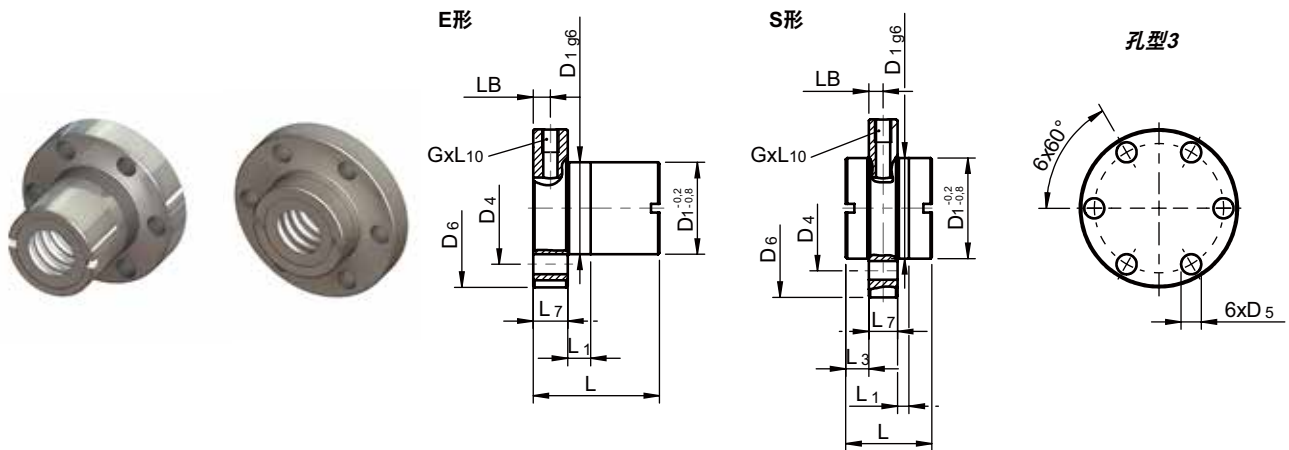 E形
D1 g6
LB
GxL10
D4
D6
D1 -0,2 -0,8
L7
L1
L
S形
D1 g6
LB
GxL10
D4
D6
D1 -0,2 -0,8
L7
L3
L1
L
孔型3
6x60°
6xD5